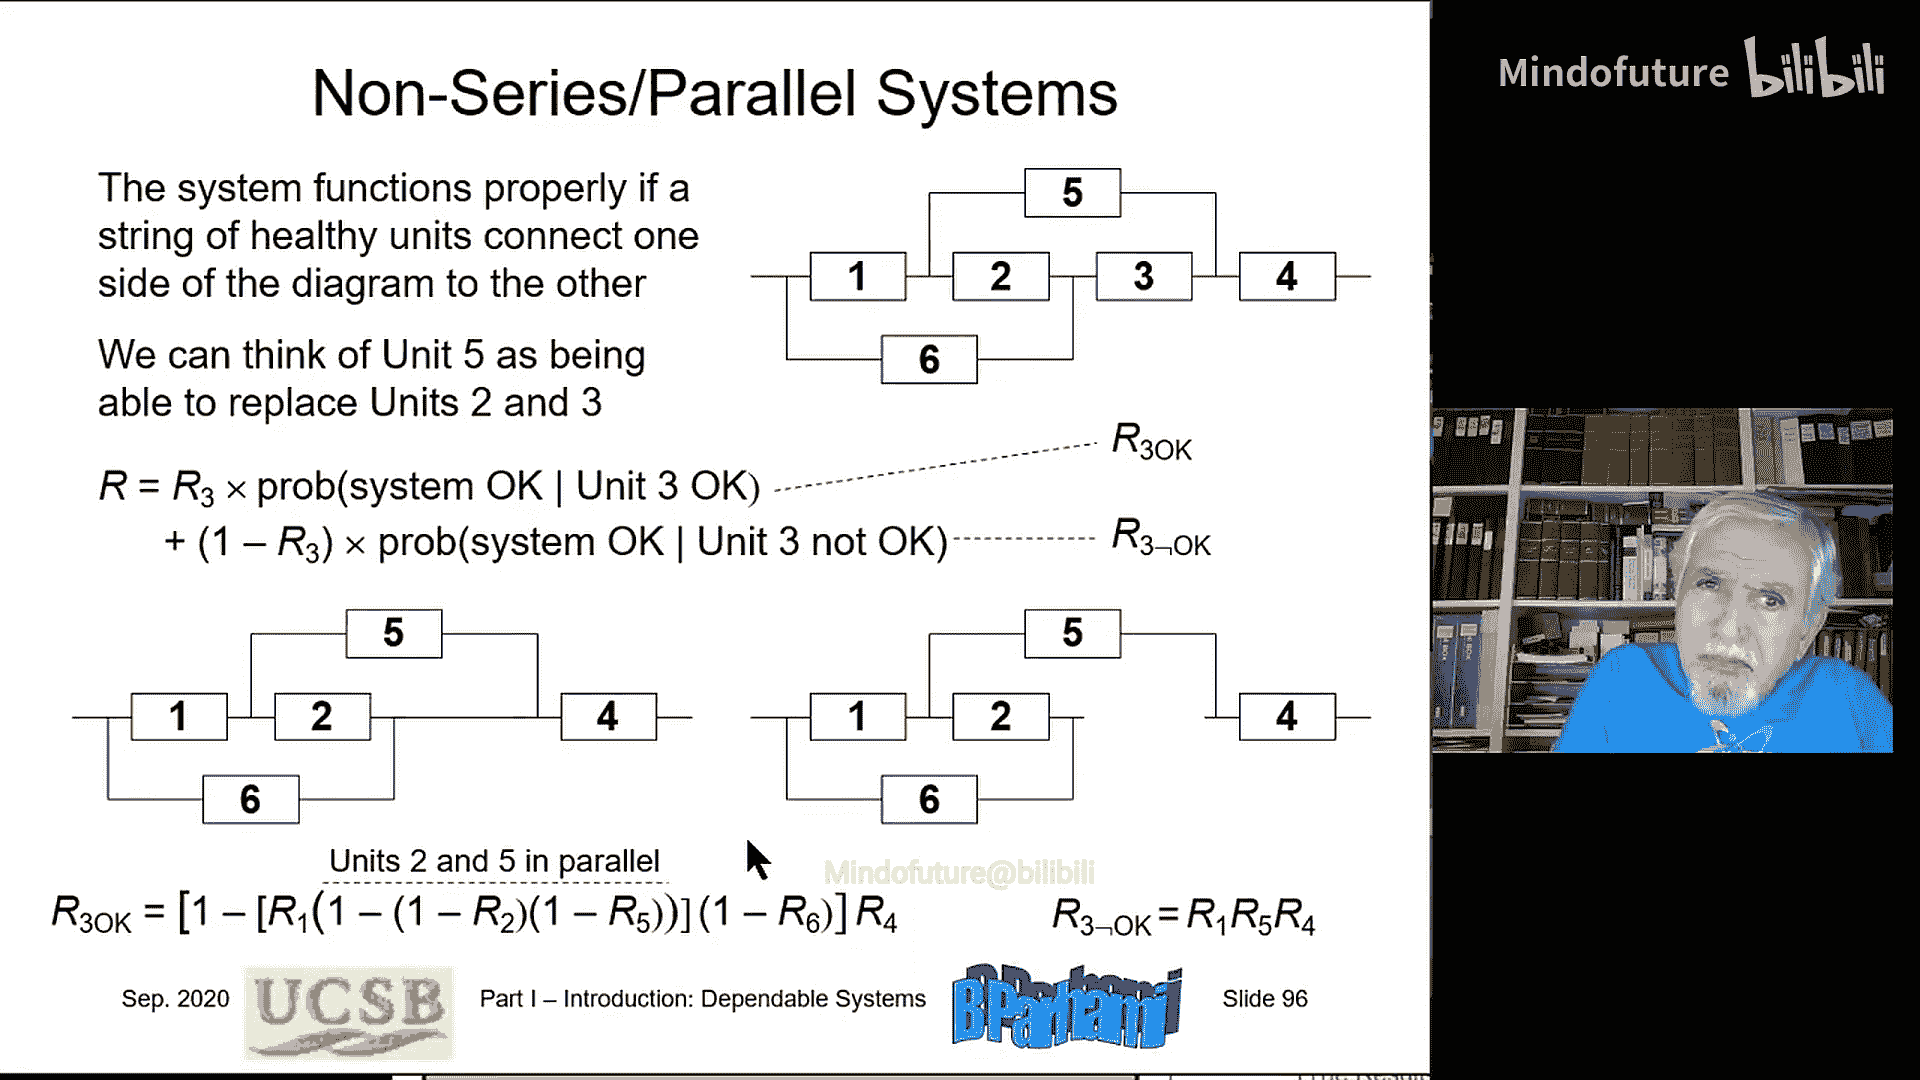 Non-Series/Parallel Systems
Mindofuture bilibili
The system functions properly if a
string of healthy units connect one
side of the diagram to the other
We can think of Unit 5 as being
able to replace Units 2 and 3
5
1 2 3 4
6
R = R3 × prob(system OK | Unit 3 OK)
R3OK
+ (1 – R3) × prob(system OK | Unit 3 not OK)
R3¬OK
5
1 2 4
6
5
1 2 4
6
Units 2 and 5 in parallel
Mindofuture@bilibili
R3OK = [1 – [R1(1 – (1 – R2)(1 – R5))] (1 – R6)] R4
R3¬OK = R1R5R4
Sep. 2020
UCSB
Part I – Introduction: Dependable Systems
B Parhami
Slide 96